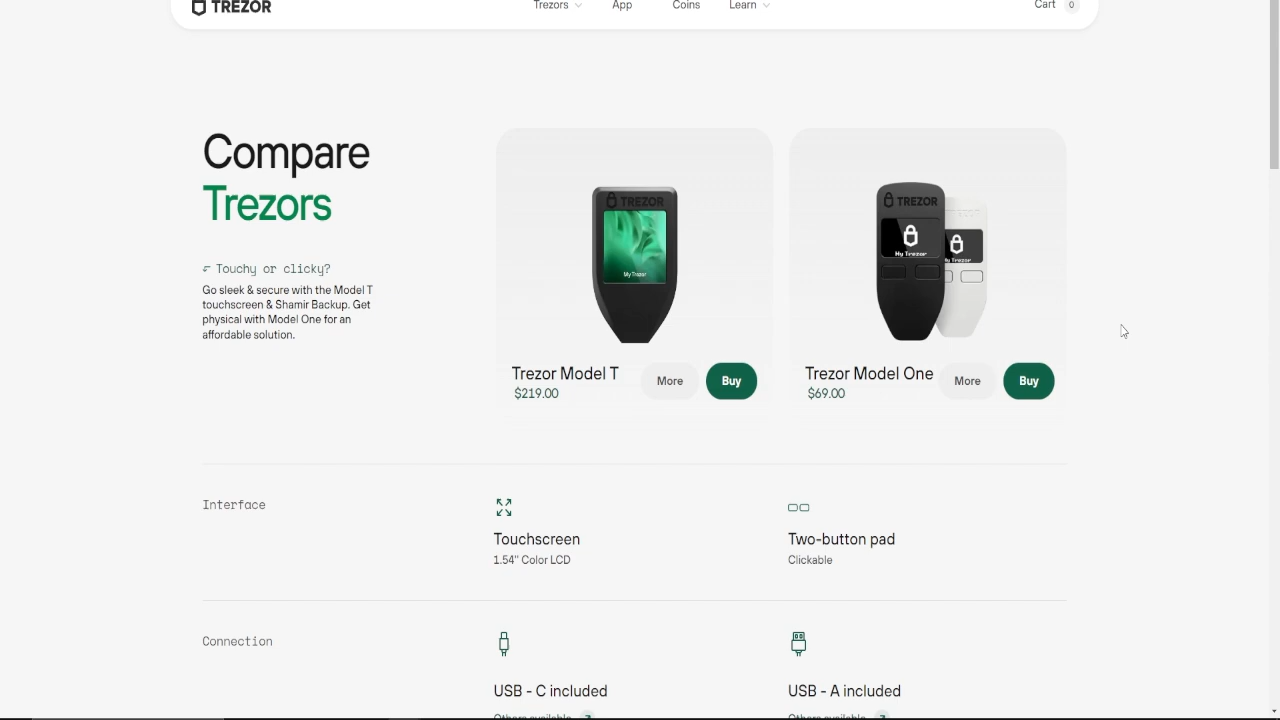 TREZOR
Trezors
App
Coins
Learn
Cart
0
Compare
Trezors
Touchy or clicky?
Go sleek & secure with the Model T
touchscreen & Shamir Backup. Get
physical with Model One for an
affordable solution.
TREZOR
My Trezor
Trezor Model T
$219.00
More
Buy
TREZOR
My Trezor
My Trezor
Trezor Model One
$69.00
More
Buy
Interface
Touchscreen
1.54" Color LCD
Two-button pad
Clickable
Connection
USB - C included
Others available
USB - A included
Others available